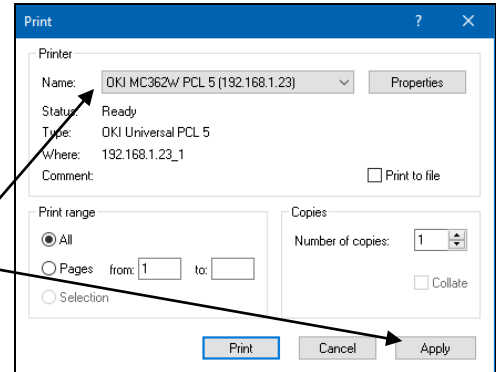 Print
Printer
Name: OKI MC362W PCL 5 (192.168.1.23) Properties
Status: Ready
Type: OKI Universal PCL 5
Where: 192.168.1.23_1
Comment: Print to file
Print range
All
Pages from: 1 to:
Selection
Copies
Number of copies: 1
Collate
Print Cancel Apply